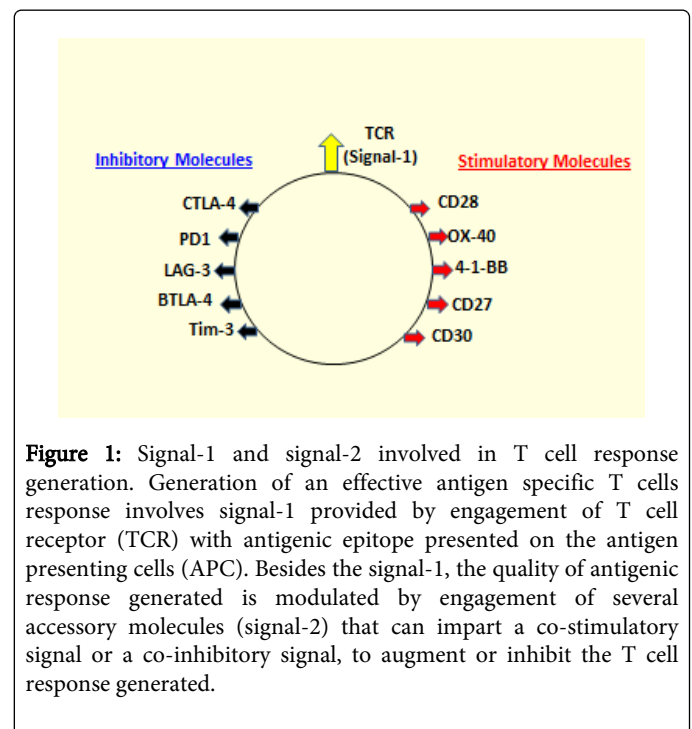 TCR
(Signal-1)
Inhibitory Molecules
Stimulatory Molecules
CTLA-4
CD28
PD1
OX-40
LAG-3
4-1-BB
BTLA-4
CD27
Tim-3
CD30
Figure 1: Signal-1 and signal-2 involved in T cell response
generation. Generation of an effective antigen specific T cells
response involves signal-1 provided by engagement of T cell
receptor (TCR) with antigenic epitope presented on the antigen
presenting cells (APC). Besides the signal-1, the quality of antigenic
response generated is modulated by engagement of several
accessory molecules (signal-2) that can impart a co-stimulatory
signal or a co-inhibitory signal, to augment or inhibit the T cell
response generated.